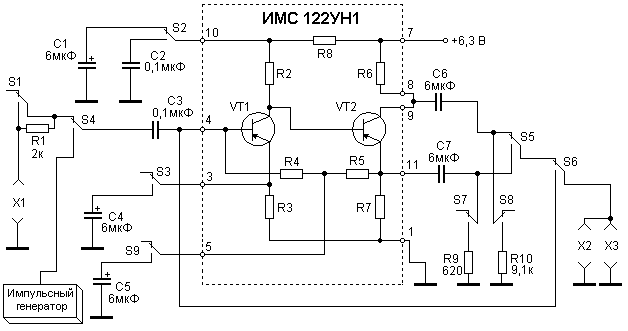 ИМС 122УН1
C1
6мкФ
S2
10
7
+6,3 В
R8
C2
0,1мкФ
R2
R6
8
9
C6
6мкФ
S1
S4
R1
2к
C3
0,1мкФ
4
VT1
VT2
S5
S6
R4
R5
11
C7
6мкФ
X1
S3
3
C4
6мкФ
R3
R7
S7
S8
S9
5
1
R9
620
R10
9,1к
X2
X3
C5
6мкФ
Импульсный
генератор